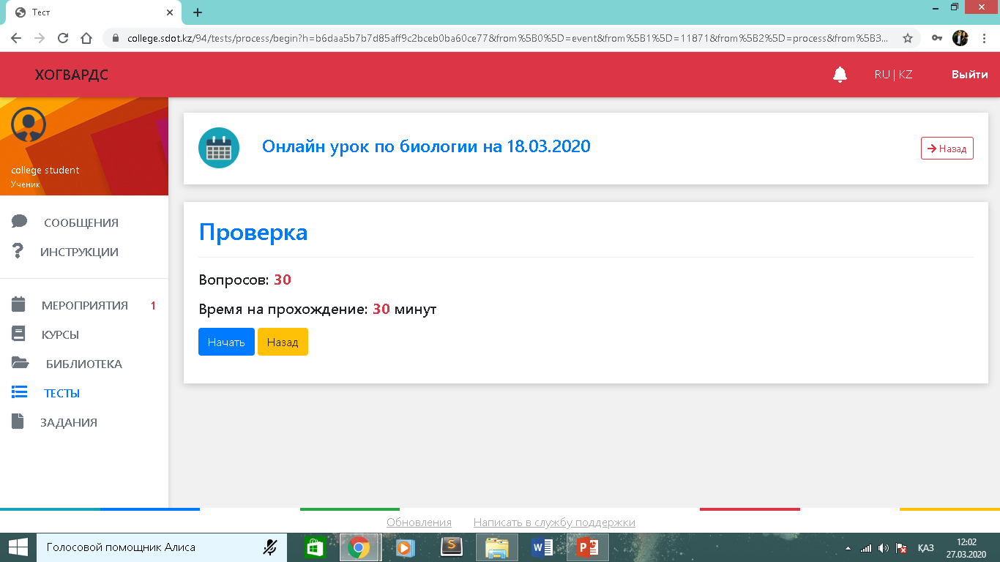 Тест
college.sdot.kz/94/tests/process/begin?h=b6daa5b7b7d85aff9c2bceb0ba60ce77&from%5B0%5D=event&from%5B1%5D=11871&from%5B2%5D=process&from%5B3...
ХОГВАРДС
RU | KZ
Выйти
college student
Ученик
Онлайн урок по биологии на 18.03.2020
Назад
СООБЩЕНИЯ
ИНСТРУКЦИИ
МЕРОПРИЯТИЯ 1
КУРСЫ
БИБЛИОТЕКА
ТЕСТЫ
ЗАДАНИЯ
Проверка
Вопросов: 30
Время на прохождение: 30 минут
Начать
Назад
Обновления
Написать в службу поддержки
Голосовой помощник Алиса
ҚАЗ
12:02
27.03.2020